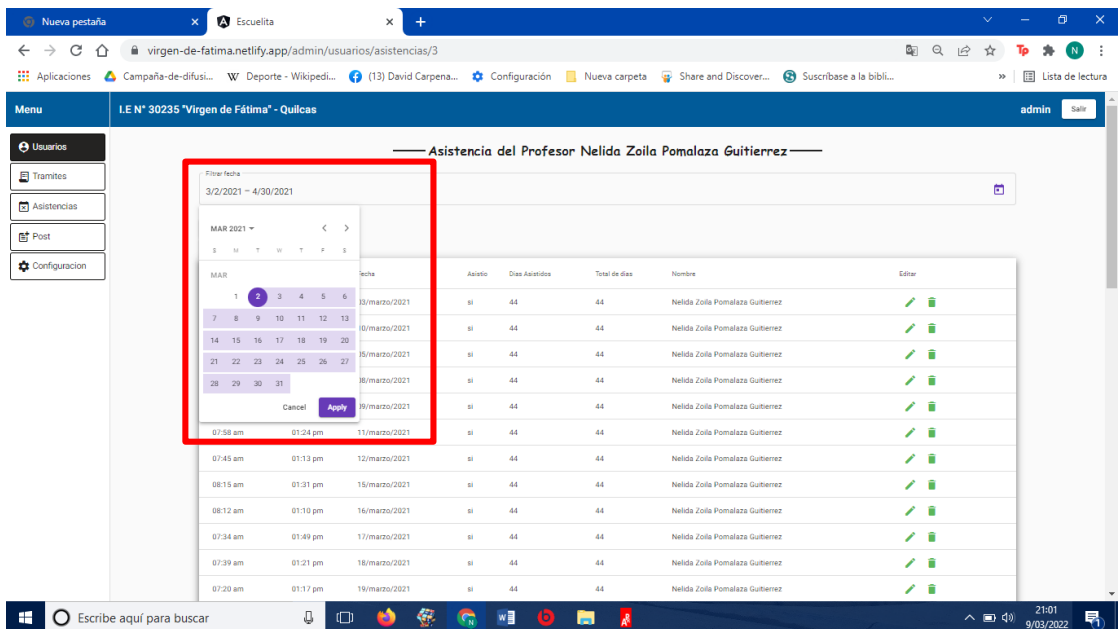 Nueva pestaña
Escuelita
virgen-de-fatima.netlify.app/admin/usuarios/asistencias/3
Tp N
Aplicaciones Campaña-de-difusi... W Deporte - Wikipedi... (13) David Carpena... Configuración Nueva carpeta Share and Discover... Suscríbase a la bibli... » Lista de lectura
Menu I.E N° 30235 "Virgen de Fátima" - Quilcas admin Salir
Usuarios
Tramites
Asistencias
Post
Configuracion
Asistencia del Profesor Nelida Zoila Pomalaza Guitierrez
Filtrar fecha
3/2/2021 – 4/30/2021
MAR 2021
S M T W T F S
MAR
1 2 3 4 5 6
7 8 9 10 11 12 13
14 15 16 17 18 19 20
21 22 23 24 25 26 27
28 29 30 31
Cancel Apply
Fecha Asistio Dias Asistidos Total de dias Nombre Editar
03/marzo/2021 si 44 44 Nelida Zoila Pomalaza Guitierrez
/marzo/2021 si 44 44 Nelida Zoila Pomalaza Guitierrez
05/marzo/2021 si 44 44 Nelida Zoila Pomalaza Guitierrez
08/marzo/2021 si 44 44 Nelida Zoila Pomalaza Guitierrez
09/marzo/2021 si 44 44 Nelida Zoila Pomalaza Guitierrez
07:58 am 01:24 pm 11/marzo/2021 si 44 44 Nelida Zoila Pomalaza Guitierrez
07:45 am 01:13 pm 12/marzo/2021 si 44 44 Nelida Zoila Pomalaza Guitierrez
08:15 am 01:31 pm 15/marzo/2021 si 44 44 Nelida Zoila Pomalaza Guitierrez
08:12 am 01:10 pm 16/marzo/2021 si 44 44 Nelida Zoila Pomalaza Guitierrez
07:34 am 01:49 pm 17/marzo/2021 si 44 44 Nelida Zoila Pomalaza Guitierrez
07:39 am 01:21 pm 18/marzo/2021 si 44 44 Nelida Zoila Pomalaza Guitierrez
07:20 am 01:17 pm 19/marzo/2021 si 44 44 Nelida Zoila Pomalaza Guitierrez
Escribe aquí para buscar
21:01
9/03/2022